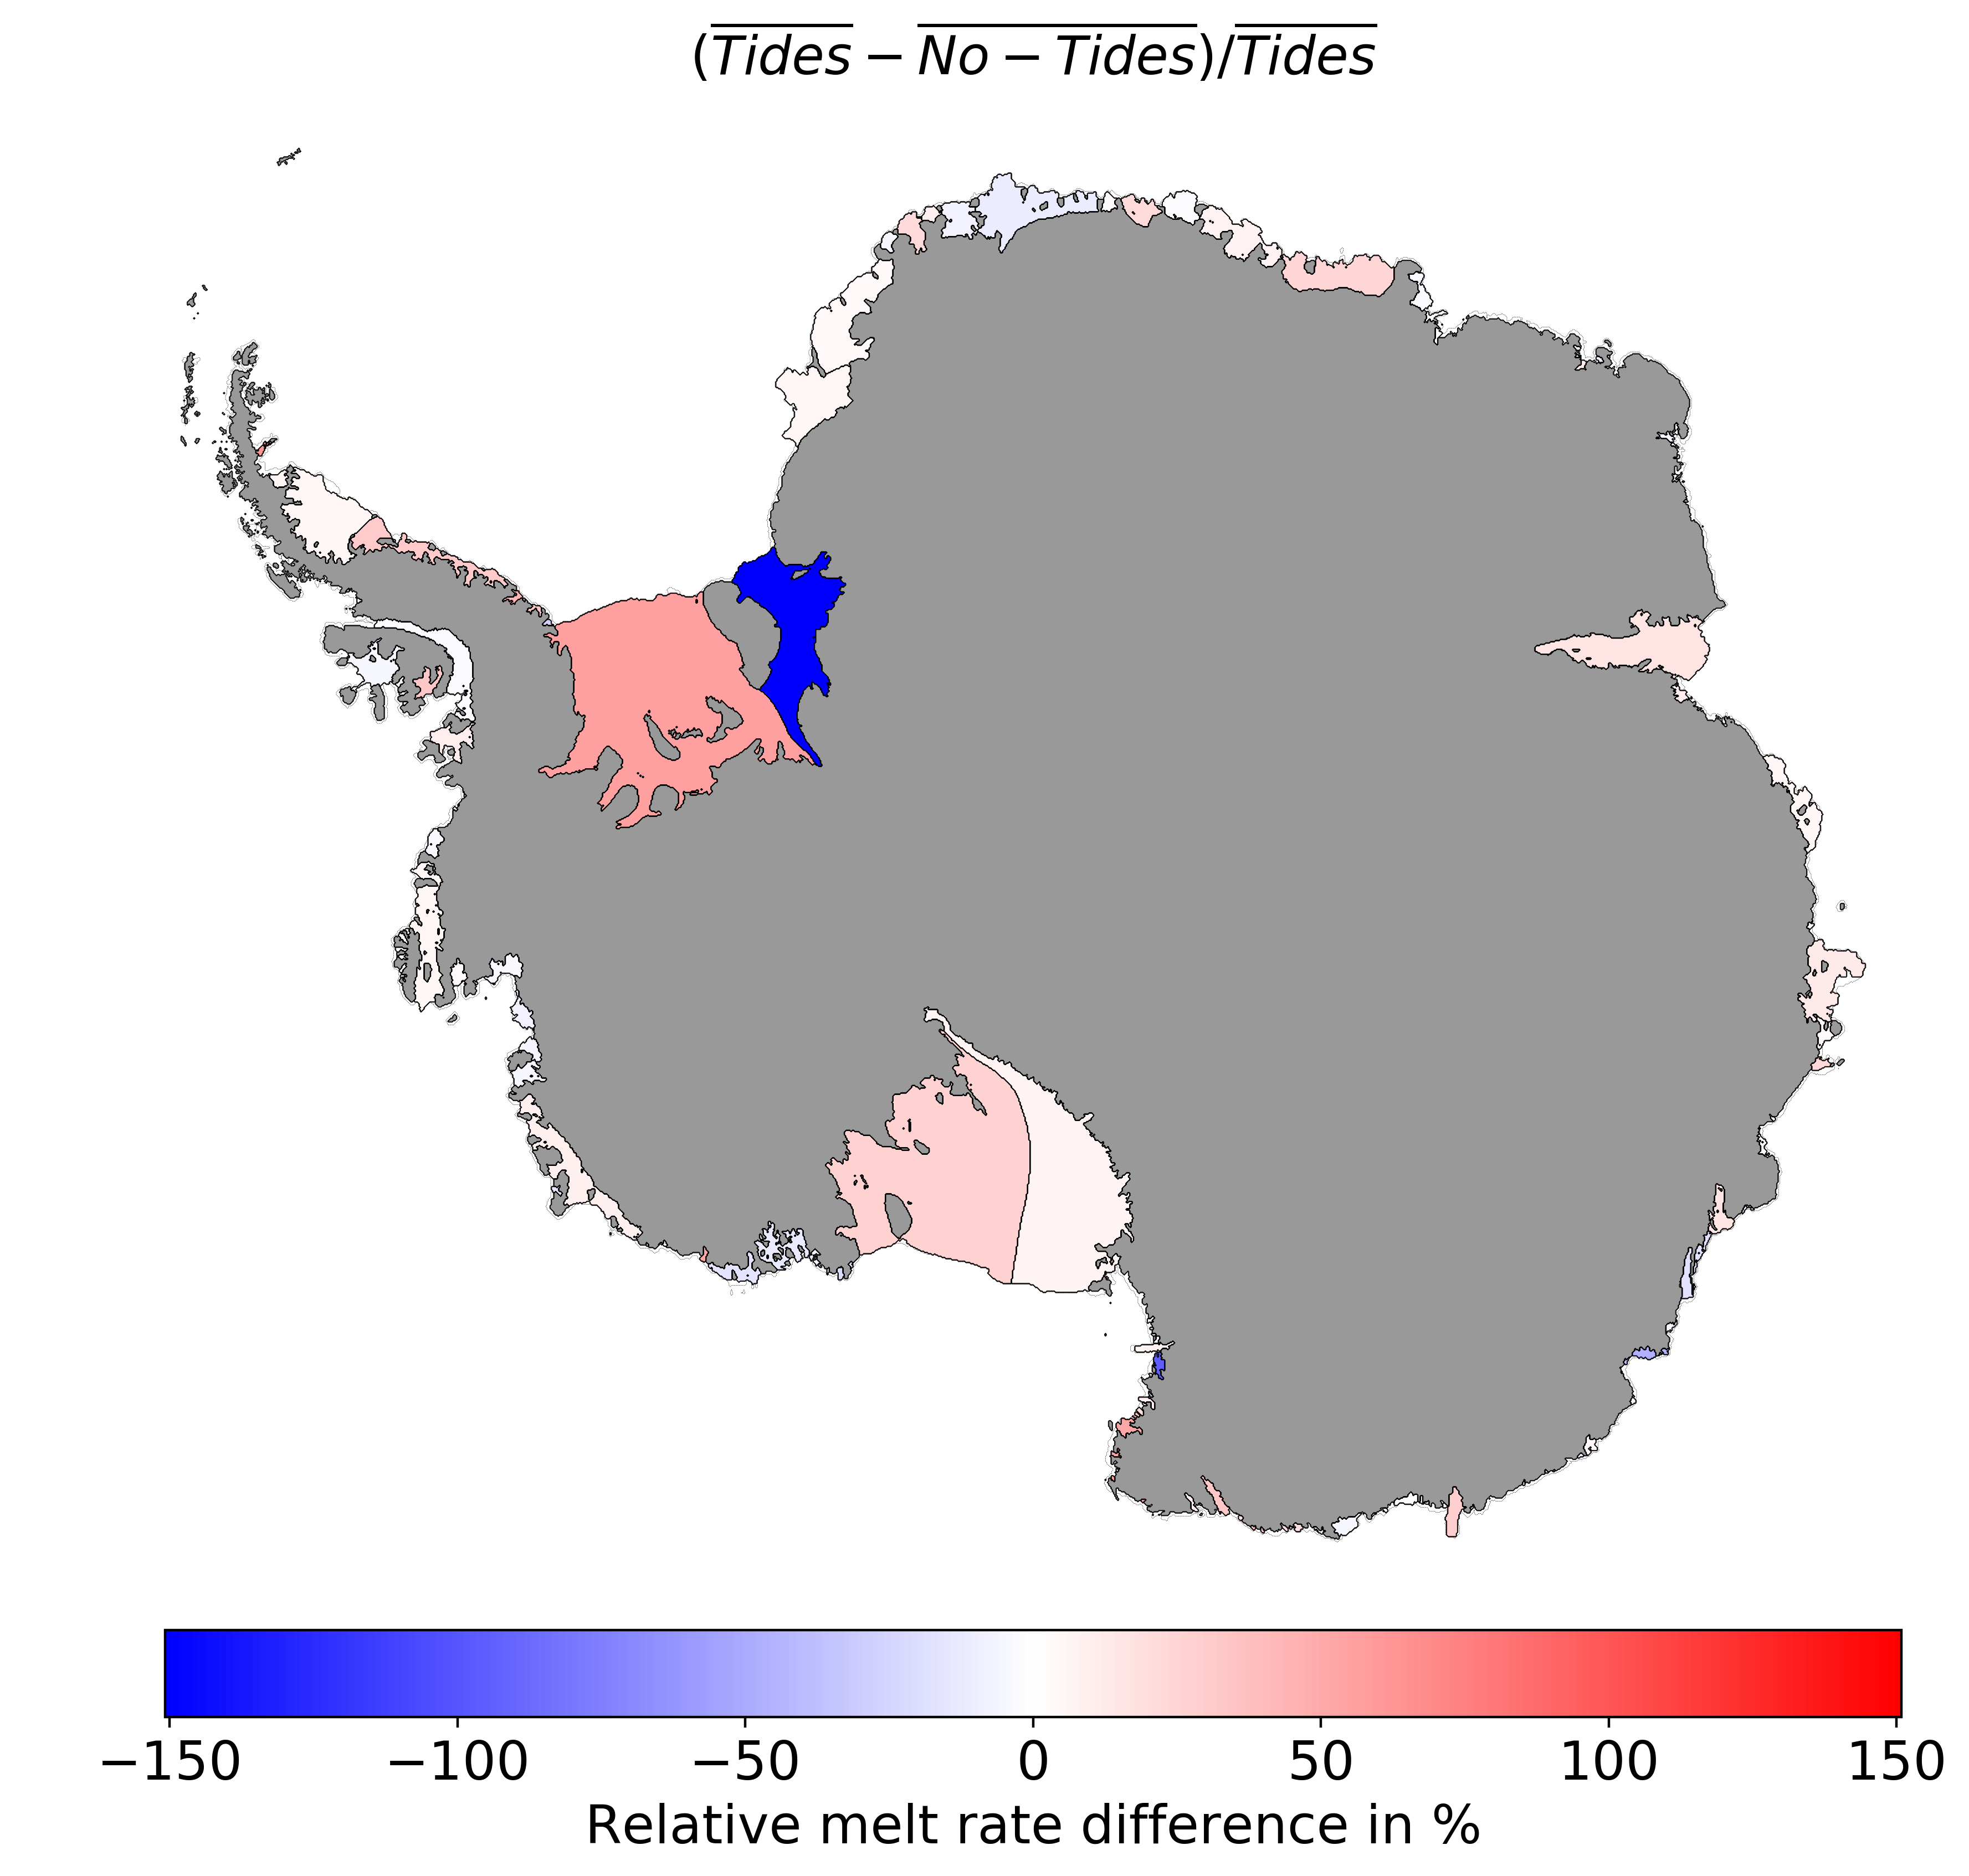 (Tides − No − Tides)/Tides
−150 −100 −50 0 50 100 150
Relative melt rate difference in %